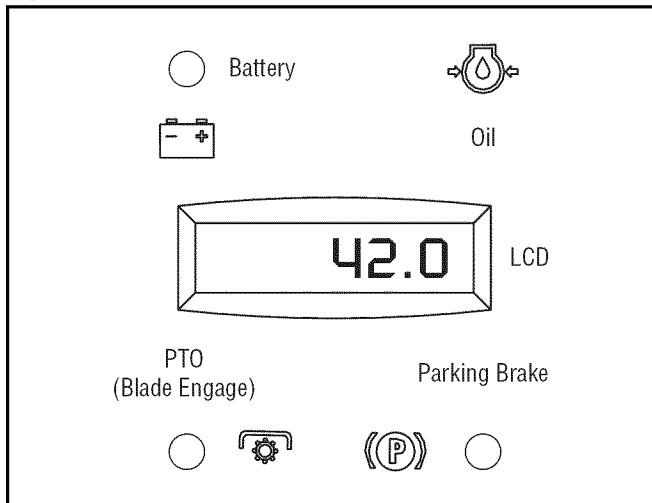 Battery
Oil
42.0
LCD
PTO
(Blade Engage)
Parking Brake
(P)